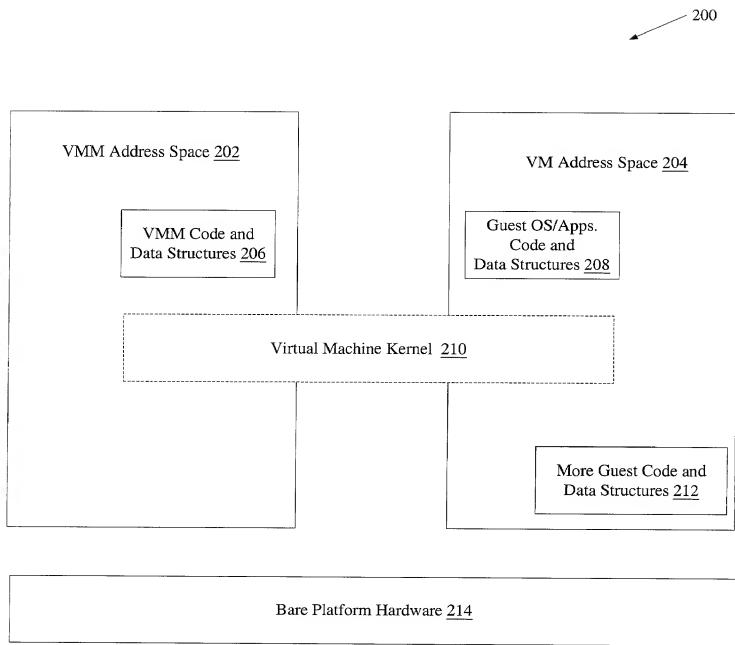 200
VMM Address Space 202
VM Address Space 204
VMM Code and
Data Structures 206
Guest OS/Apps.
Code and
Data Structures 208
Virtual Machine Kernel 210
More Guest Code and
Data Structures 212
Bare Platform Hardware 214